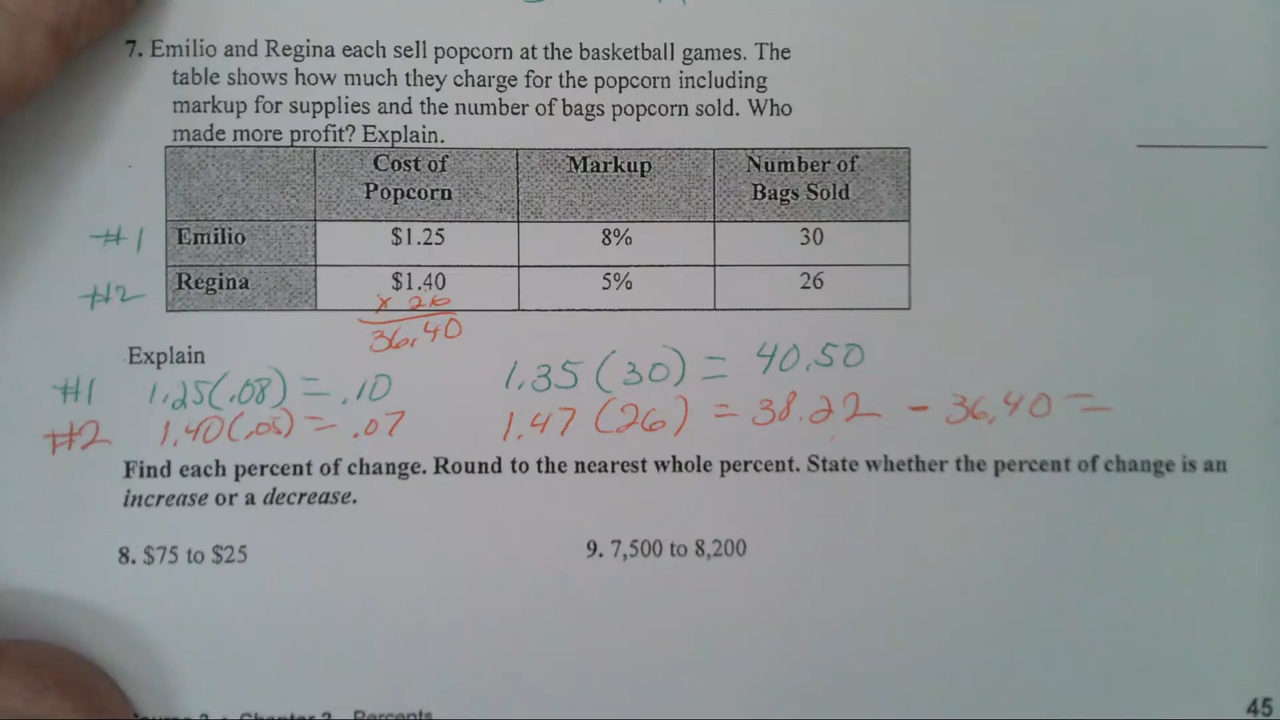 7. Emilio and Regina each sell popcorn at the basketball games. The
table shows how much they charge for the popcorn including
markup for supplies and the number of bags popcorn sold. Who
made more profit? Explain.
Cost of Popcorn Markup Number of Bags Sold
#1 Emilio $1.25 8% 30
#2 Regina $1.40 5% 26
x 26
36.40
Explain
#1 1.25(.08) = .10 1.35 (30) = 40.50
#2 1.40(.05) = .07 1.47 (26) = 38.22 - 36.40 =
Find each percent of change. Round to the nearest whole percent. State whether the percent of change is an
increase or a decrease.
8. $75 to $25 9. 7,500 to 8,200
Percents
45